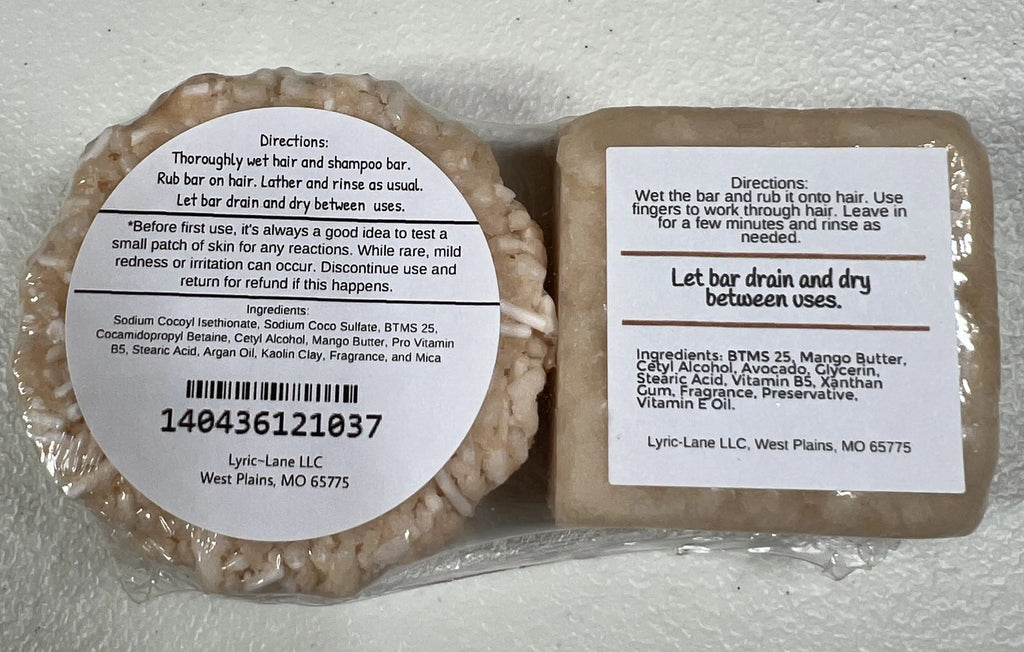 Directions:
Thoroughly wet hair and shampoo bar.
Rub bar on hair. Lather and rinse as usual.
Let bar drain and dry between uses.
*Before first use, it's always a good idea to test a
small patch of skin for any reactions. While rare, mild
redness or irritation can occur. Discontinue use and
return for refund if this happens.
Ingredients:
Sodium Cocoyl Isethionate, Sodium Coco Sulfate, BTMS 25,
Cocamidopropyl Betaine, Cetyl Alcohol, Mango Butter, Pro Vitamin
B5, Stearic Acid, Argan Oil, Kaolin Clay, Fragrance, and Mica
140436121037
Lyric~Lane LLC
West Plains, MO 65775
Directions:
Wet the bar and rub it onto hair. Use
fingers to work through hair. Leave in
for a few minutes and rinse as
needed.
Let bar drain and dry
between uses.
Ingredients: BTMS 25, Mango Butter,
Cetyl Alcohol, Avocado, Glycerin,
Stearic Acid, Vitamin B5, Xanthan
Gum, Fragrance, Preservative,
Vitamin E Oil.
Lyric-Lane LLC, West Plains, MO 65775